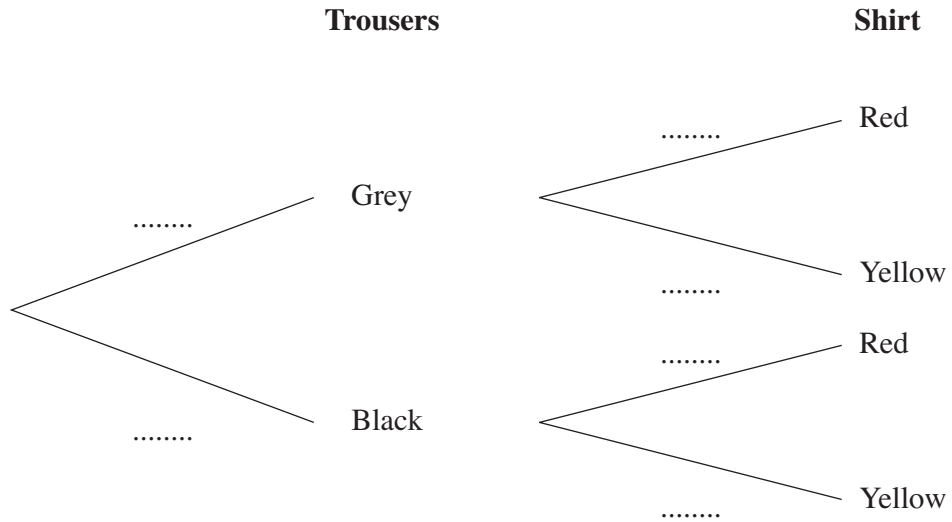 Trousers Shirt
Red
........
Grey
........
Yellow
........
Red
........
Black
........
Yellow
........